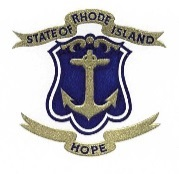 STATE OF RHODE ISLAND
HOPE